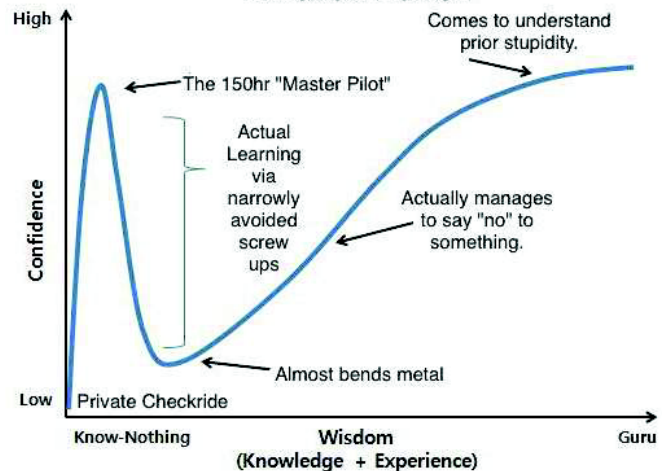 High
Comes to understand
prior stupidity.
The 150hr "Master Pilot"
Actual
Learning
via
narrowly
avoided
screw
ups
Actually manages
to say "no" to
something.
Confidence
Almost bends metal
Low
Private Checkride
Know-Nothing
Wisdom
Guru
(Knowledge + Experience)